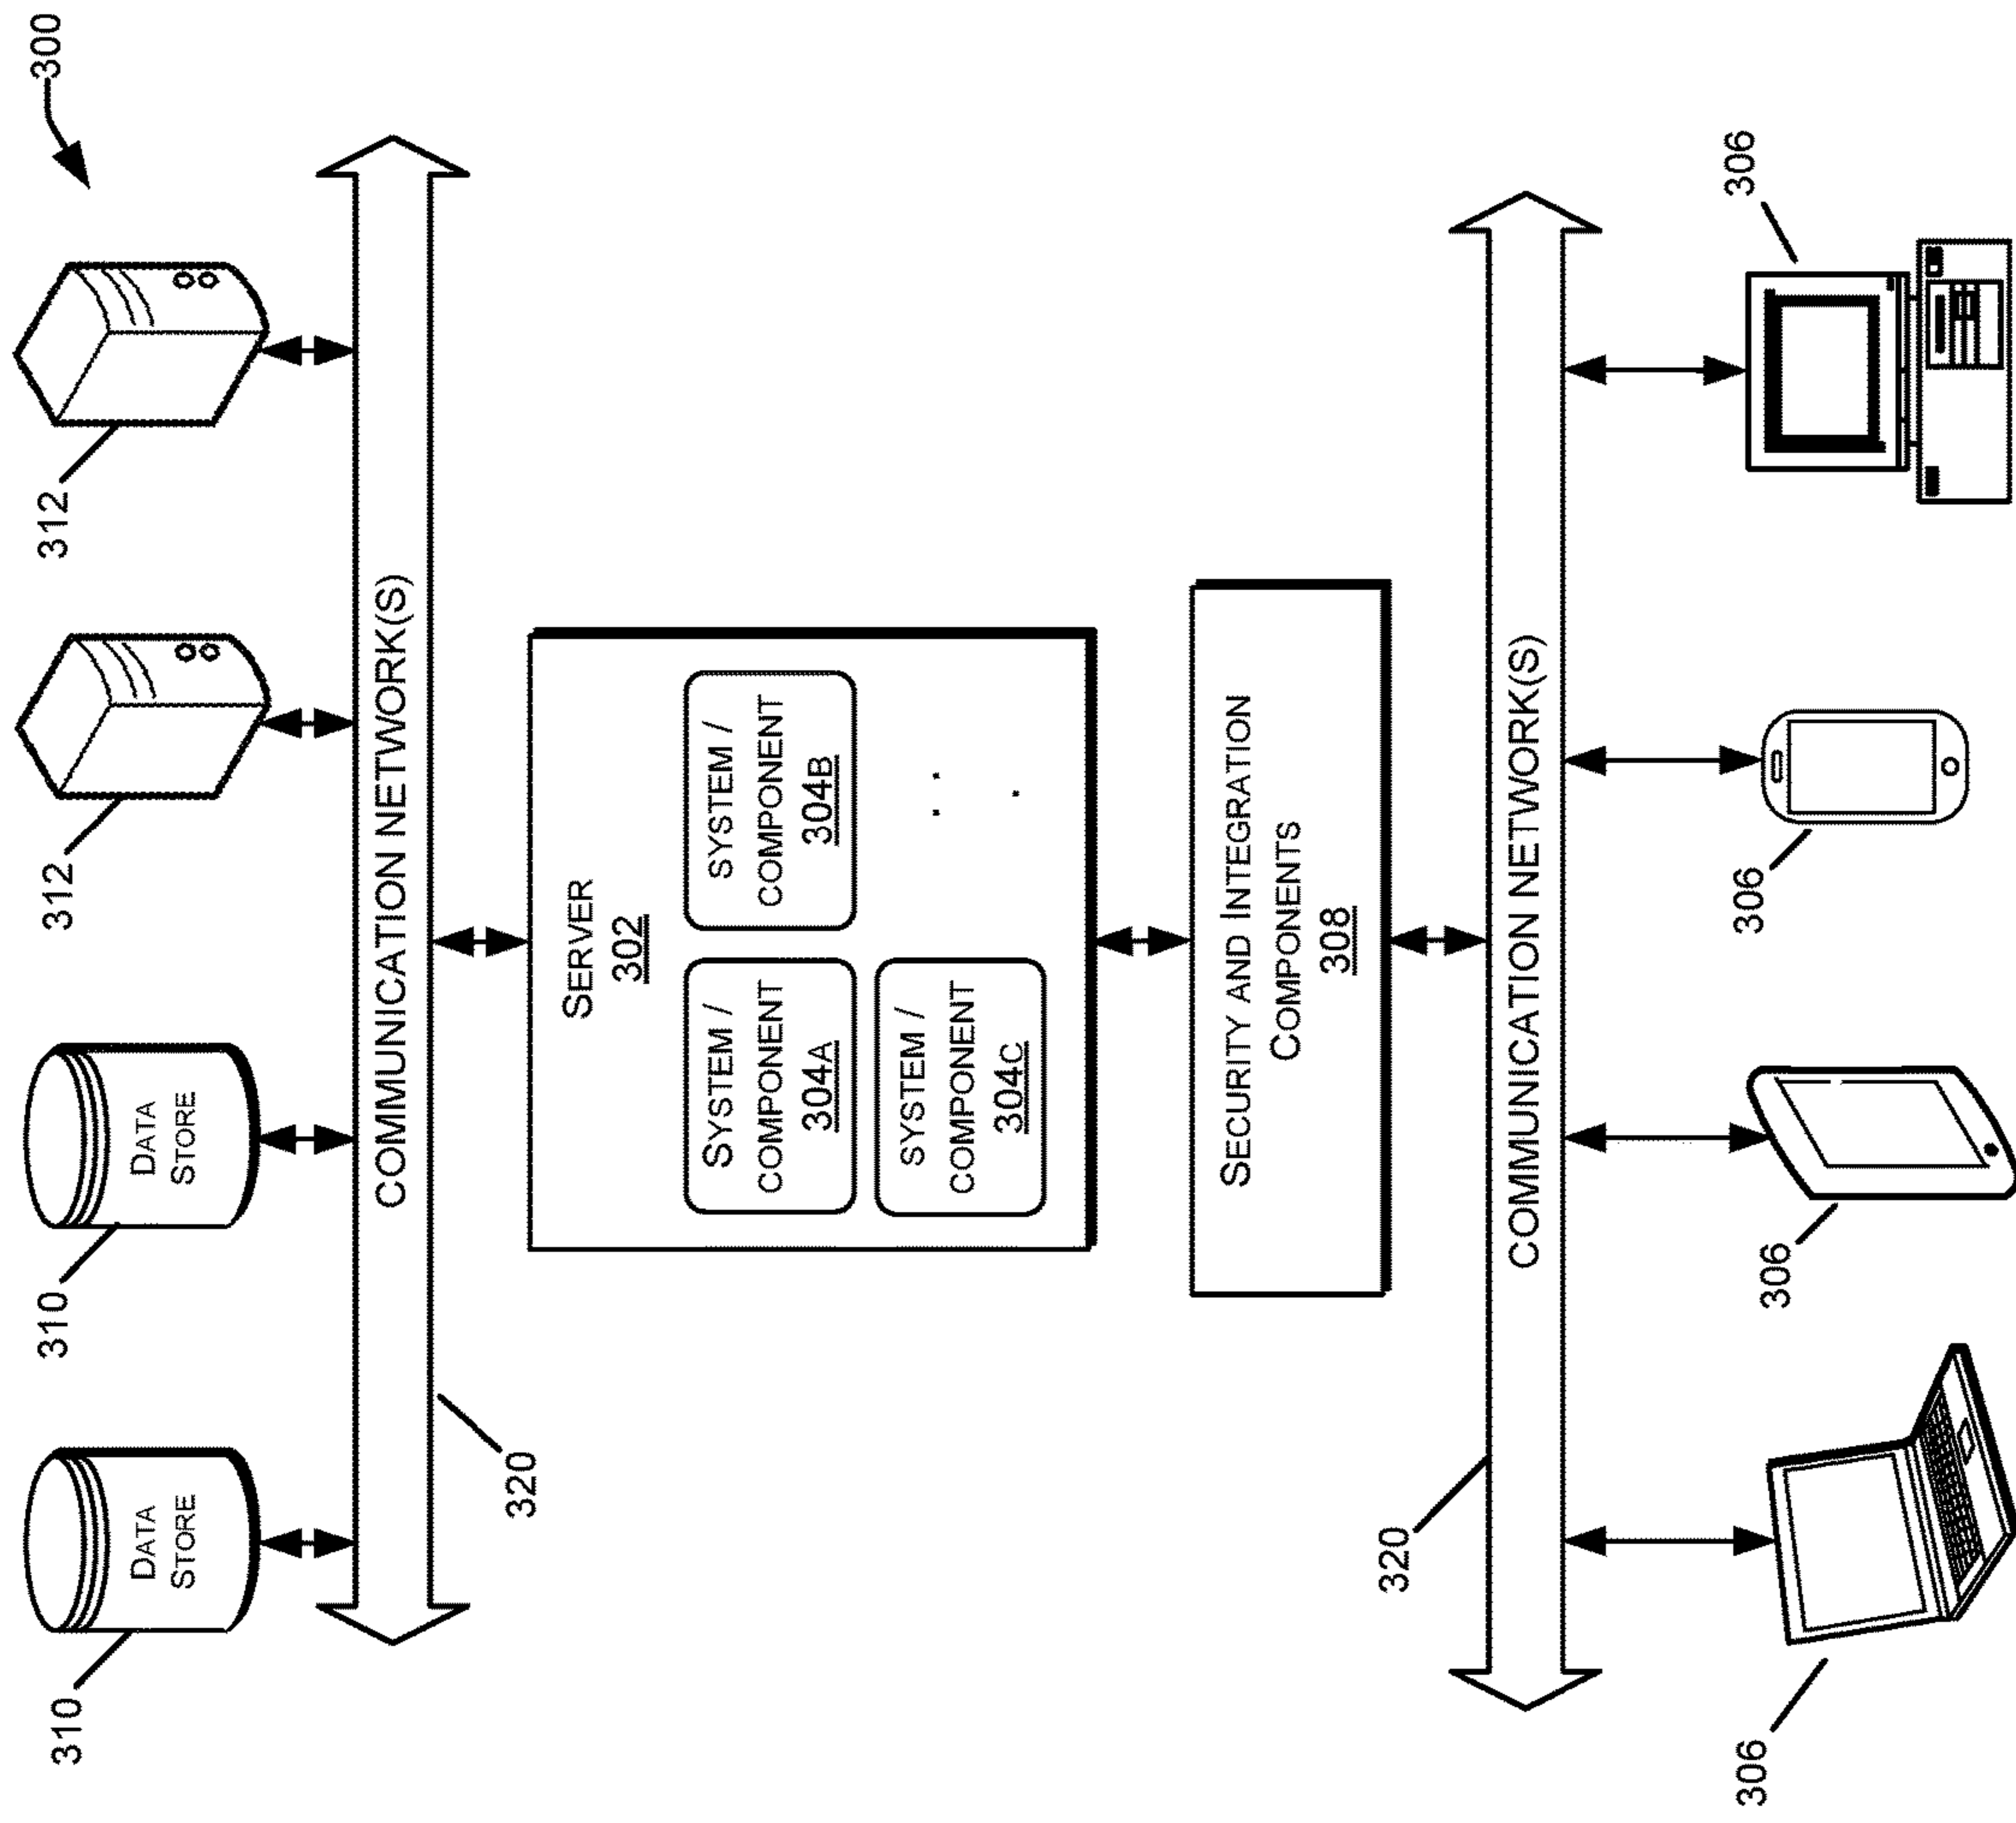 300
312
312
310
310
DATA
STORE
DATA
STORE
COMMUNICATION NETWORK(S)
320
SERVER
302
SYSTEM /
COMPONENT
304A
SYSTEM /
COMPONENT
304B
SYSTEM /
COMPONENT
304C
SECURITY AND INTEGRATION
COMPONENTS
308
320
COMMUNICATION NETWORK(S)
306
306
306
306